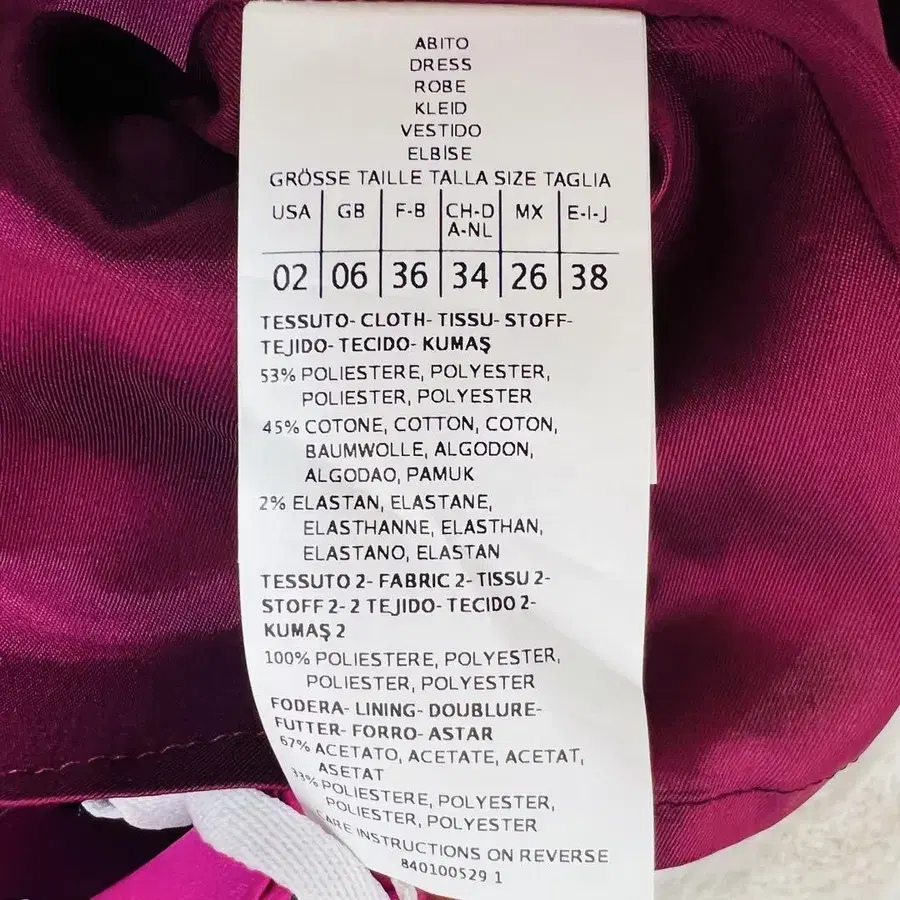 ABITO
DRESS
ROBE
KLEID
VESTIDO
ELBİSE
GRÖSSE TAILLE TALLA SIZE TAGLIA
USA GB F-B CH-D A-NL MX E-I-J
02 06 36 34 26 38
TESSUTO- CLOTH- TISSU- STOFF-
TEJIDO- TECIDO- KUMAŞ
53% POLIESTERE, POLYESTER,
POLIESTER, POLYESTER
45% COTONE, COTTON, COTON,
BAUMWOLLE, ALGODON,
ALGODAO, PAMUK
2% ELASTAN, ELASTANE,
ELASTHANNE, ELASTHAN,
ELASTANO, ELASTAN
TESSUTO 2- FABRIC 2- TISSU 2-
STOFF 2- 2 TEJIDO- TECIDO 2-
KUMAŞ 2
100% POLIESTERE, POLYESTER,
POLIESTER, POLYESTER
FODERA- LINING- DOUBLURE-
FUTTER- FORRO- ASTAR
67% ACETATO, ACETATE, ACETAT,
ASETAT
33% POLIESTERE, POLYESTER,
POLIESTER, POLYESTER
CARE INSTRUCTIONS ON REVERSE
840100529 1